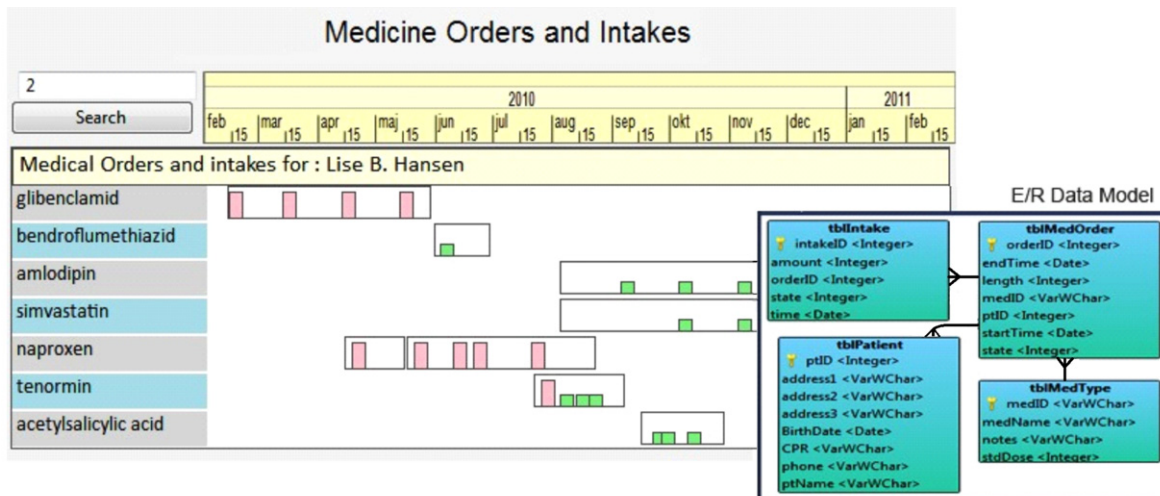 Medicine Orders and Intakes
2
Search
2010 2011
feb mar apr maj jun jul aug sep okt nov dec jan feb
15 15 15 15 15 15 15 15 15 15 15 15 15
Medical Orders and intakes for : Lise B. Hansen
glibenclamid
bendroflumethiazid
amlodipin
simvastatin
naproxen
tenormin
acetylsalicylic acid
E/R Data Model
tblIntake
intakeID <Integer>
amount <Integer>
orderID <Integer>
state <Integer>
time <Date>
tblMedOrder
orderID <Integer>
endTime <Date>
length <Integer>
medID <VarWChar>
ptID <Integer>
startTime <Date>
state <Integer>
tblPatient
ptID <Integer>
address1 <VarWChar>
address2 <VarWChar>
address3 <VarWChar>
BirthDate <Date>
CPR <VarWChar>
phone <VarWChar>
ptName <VarWChar>
tblMedType
medID <VarWChar>
medName <VarWChar>
notes <VarWChar>
stdDose <Integer>